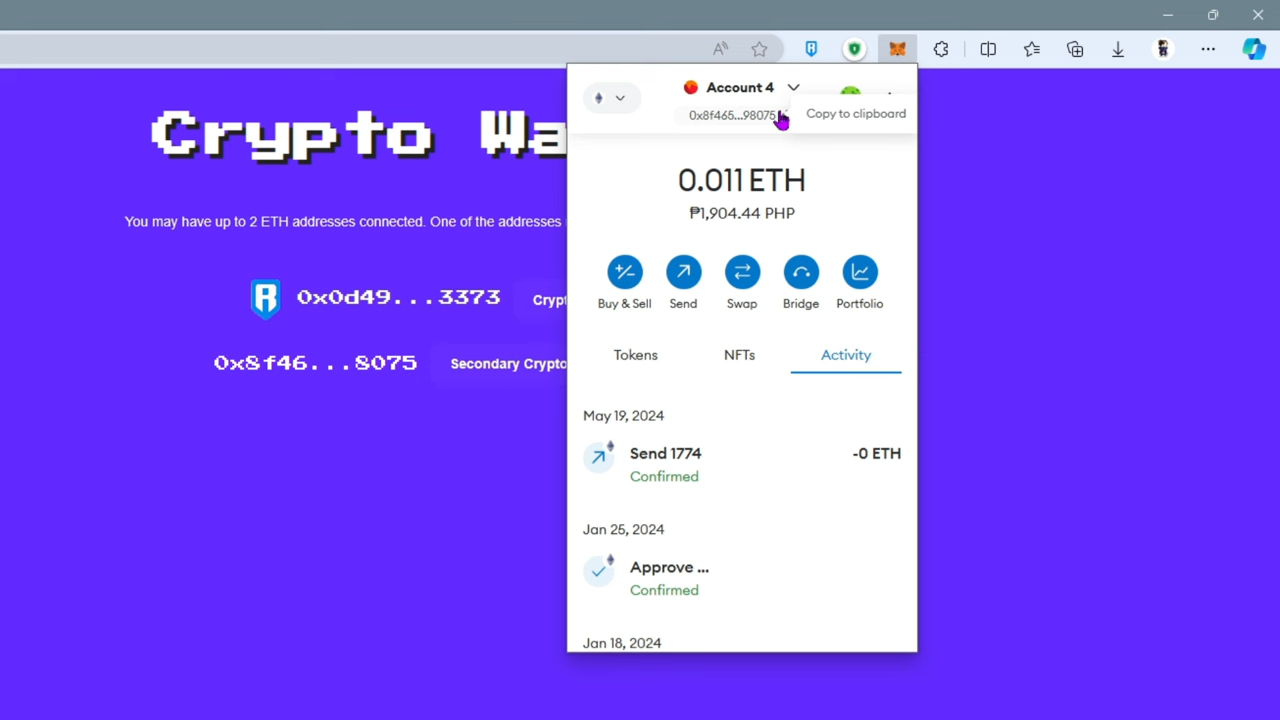 Account 4
0x8f465...98075
Copy to clipboard
Crypto Wa
0.011 ETH
₱1,904.44 PHP
You may have up to 2 ETH addresses connected. One of the addresses
Buy & Sell
Send
Swap
Bridge
Portfolio
0x0d49...3373
Crypt
0x8f46...8075
Secondary Crypto
Tokens
NFTs
Activity
May 19, 2024
Send 1774
-0 ETH
Confirmed
Jan 25, 2024
Approve ...
Confirmed
Jan 18, 2024